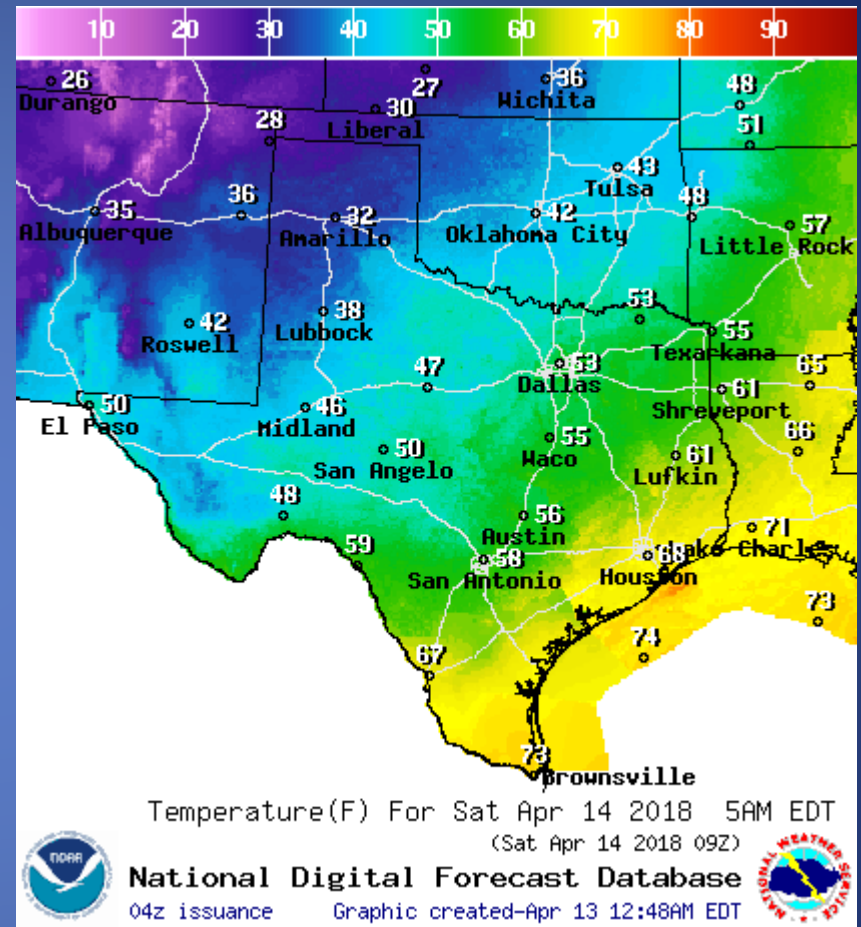 10 20 30 40 50 60 70 80 90
26
Durango
27
36
Wichita
48
30
Liberal
28
51
43
Tulsa
35
Albuquerque
36
32
Amarillo
42
Oklahoma City
48
57
Little Rock
42
Roswell
38
Lubbock
53
55
Texarkana
47
53
Dallas
61
Shreveport
65
50
El Paso
46
Midland
50
San Angelo
55
Waco
61
Lufkin
66
48
56
Austin
71
Lake Charles
59
58
San Antonio
68
Houston
67
74
73
73
Brownsville
Temperature(F) For Sat Apr 14 2018 5AM EDT
(Sat Apr 14 2018 09Z)
National Digital Forecast Database
04z issuance Graphic created-Apr 13 12:48AM EDT
NOAA
NATIONAL WEATHER SERVICE